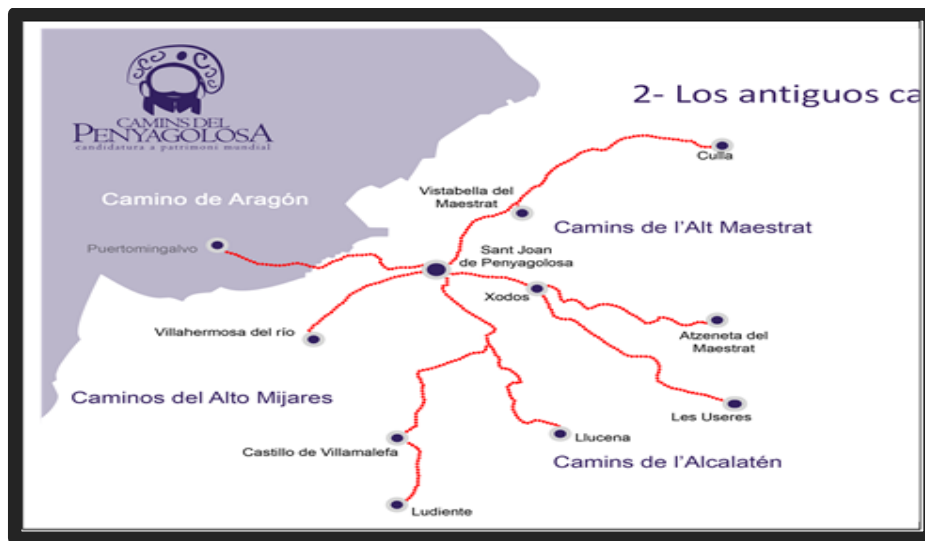 CAMINS DEL
PENYAGOLOSA
candidatura a patrimoni mundial
2- Los antiguos ca
Culla
Camino de Aragón
Vistabella del
Maestrat
Camins de l'Alt Maestrat
Puertomingalvo
Sant Joan
de Penyagolosa
Xodos
Villahermosa del río
Atzeneta del
Maestrat
Caminos del Alto Mijares
Les Useres
Llucena
Castillo de Villamalefa
Camins de l'Alcalatén
Ludiente